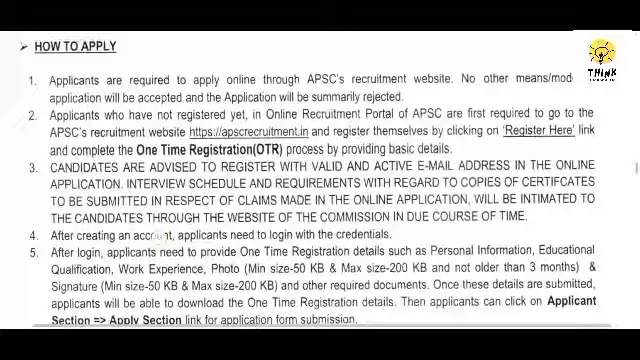 HOW TO APPLY
THINK
1. Applicants are required to apply online through APSC's recruitment website. No other means/mod
application will be accepted and the Application will be summarily rejected.
2. Applicants who have not registered yet, in Online Recruitment Portal of APSC are first required to go to the
APSC's recruitment website https://apscrecruitment.in and register themselves by clicking on 'Register Here' link
and complete the One Time Registration(OTR) process by providing basic details.
3. CANDIDATES ARE ADVISED TO REGISTER WITH VALID AND ACTIVE E-MAIL ADDRESS IN THE ONLINE
APPLICATION. INTERVIEW SCHEDULE AND REQUIREMENTS WITH REGARD TO COPIES OF CERTIFCATES
TO BE SUBMITTED IN RESPECT OF CLAIMS MADE IN THE ONLINE APPLICATION, WILL BE INTIMATED
TO THE CANDIDATES THROUGH THE WEBSITE OF THE COMMISSION IN DUE COURSE OF TIME.
4. After creating an account, applicants need to login with the credentials.
5. After login, applicants need to provide One Time Registration details such as Personal Information, Educational
Qualification, Work Experience, Photo (Min size-50 KB & Max size-200 KB and not older than 3 months) &
Signature (Min size-50 KB & Max size-200 KB) and other required documents. Once these details are submitted,
applicants will be able to download the One Time Registration details. Then applicants can click on Applicant
Section => Apply Section link for application form submission.